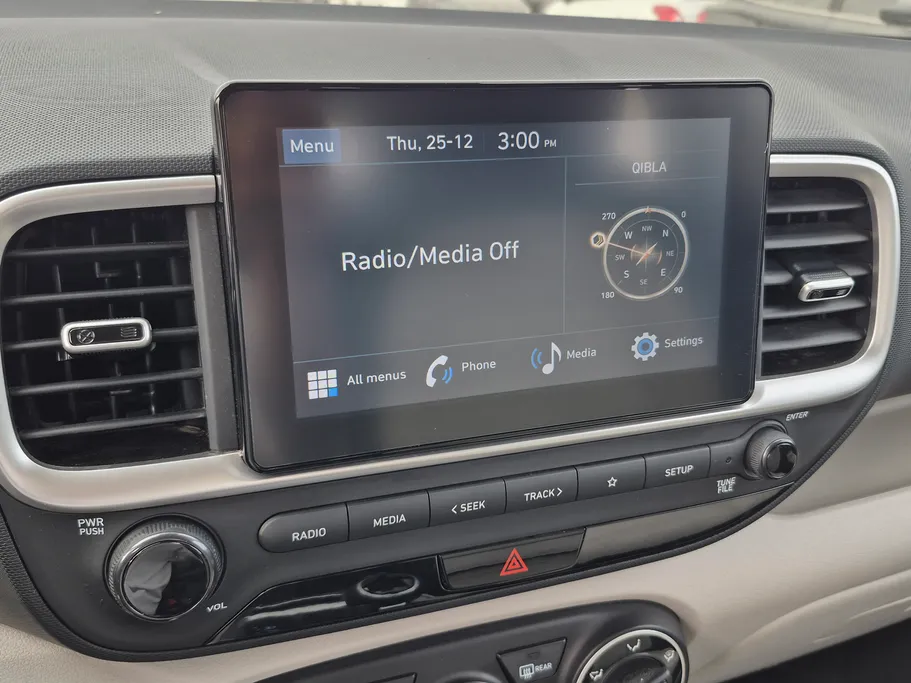 Menu Thu, 25-12 3:00 PM
QIBLA
Radio/Media Off
270 0
NW
W N
SW NE
S E
SE
180 90
All menus Phone Media Settings
ENTER
PWR
PUSH
RADIO MEDIA < SEEK TRACK > ☆ SETUP
TUNE
FILE
VOL
REAR